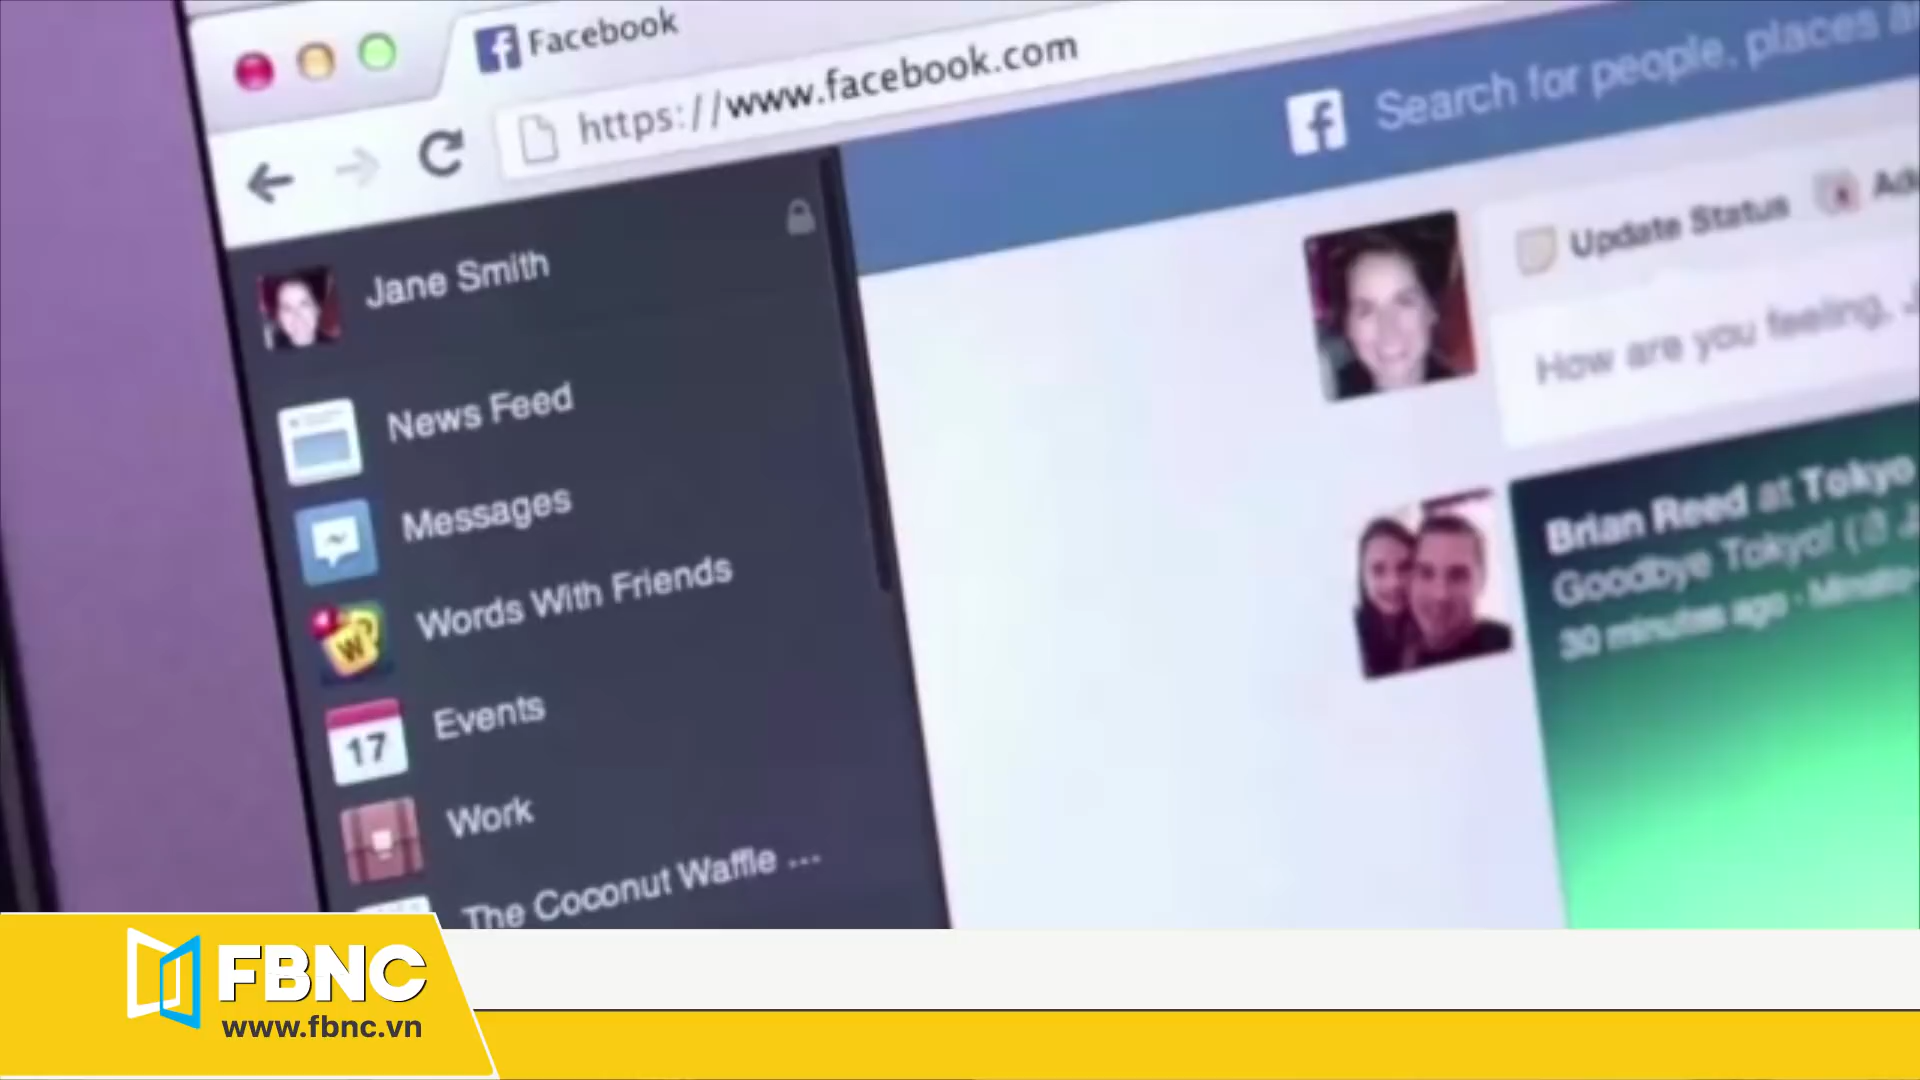 Facebook
https://www.facebook.com
Search for people, places a
Jane Smith
Update Status
How are you feeling,
News Feed
Messages
Words With Friends
Events
17
Work
The Coconut Waffle ...
Brian Reed at Tokyo
Goodbye Tokyo!
30 minutes ago
FBNC
www.fbnc.vn